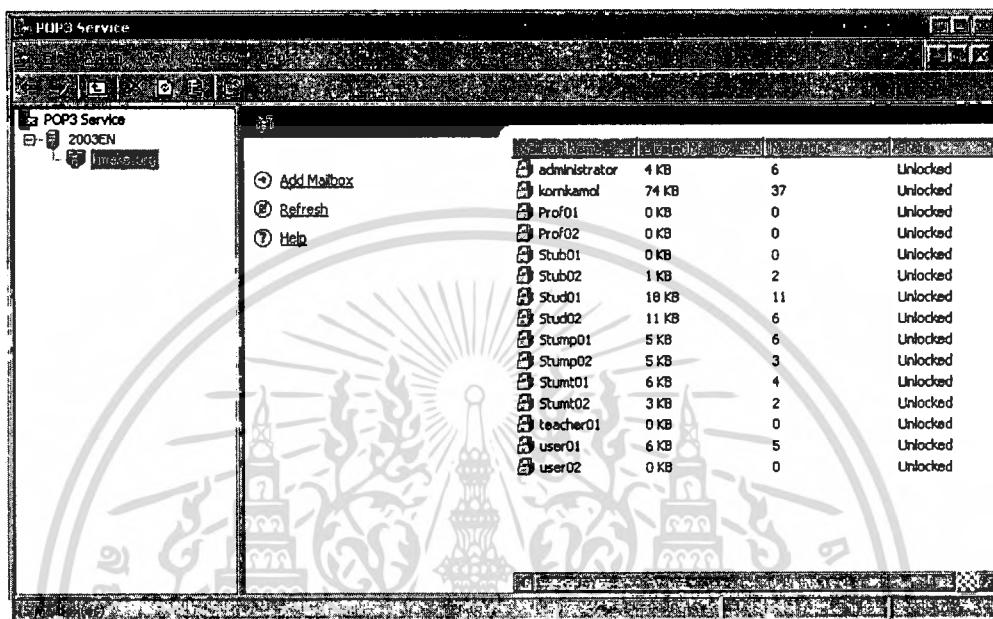 POP3 Service
POP3 Service
2003EN
Add Mailbox
Refresh
Help
administrator 4 KB 6 Unlocked
kornkamol 74 KB 37 Unlocked
Prof01 0 KB 0 Unlocked
Prof02 0 KB 0 Unlocked
Stub01 0 KB 0 Unlocked
Stub02 1 KB 2 Unlocked
Stud01 18 KB 11 Unlocked
Stud02 11 KB 6 Unlocked
Stump01 5 KB 6 Unlocked
Stump02 5 KB 3 Unlocked
Stumt01 6 KB 4 Unlocked
Stumt02 3 KB 2 Unlocked
teacher01 0 KB 0 Unlocked
user01 6 KB 5 Unlocked
user02 0 KB 0 Unlocked